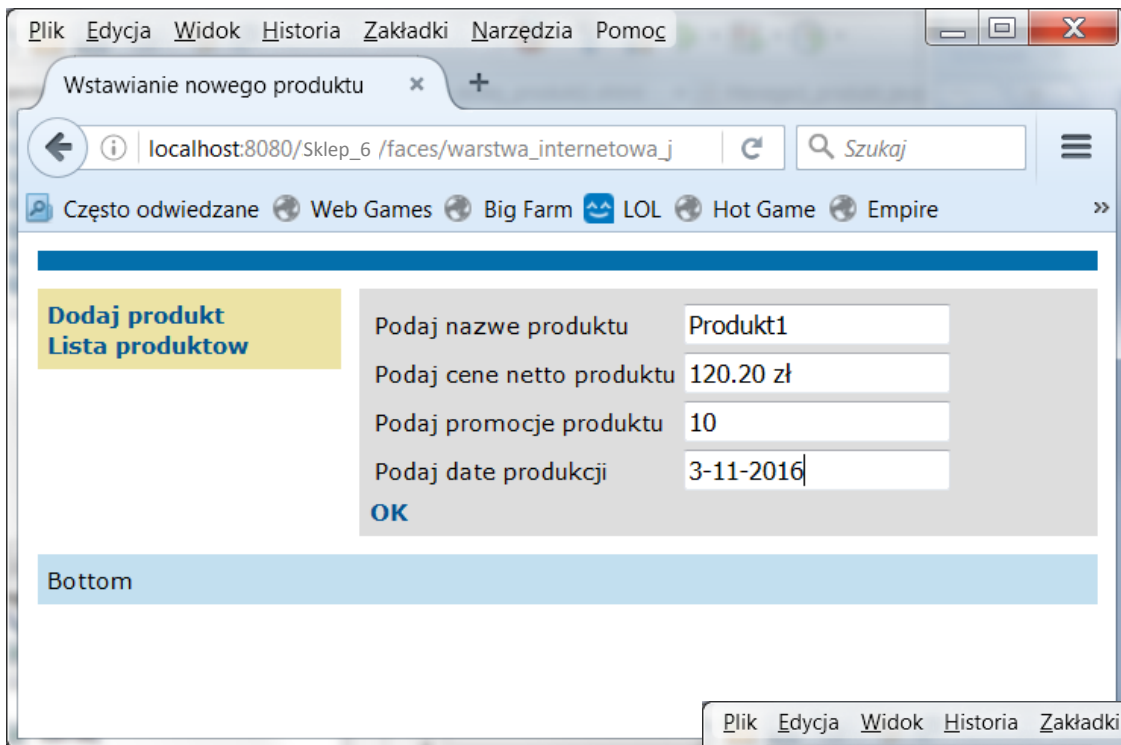 Plik Edycja Widok Historia Zakładki Narzędzia Pomoc
Wstawianie nowego produktu
localhost:8080/Sklep_6 /faces/warstwa_internetowa_j
Szukaj
Często odwiedzane Web Games Big Farm LOL Hot Game Empire
Dodaj produkt
Lista produktow
Podaj nazwe produktu Produkt1
Podaj cene netto produktu 120.20 zł
Podaj promocje produktu 10
Podaj date produkcji 3-11-2016
OK
Bottom
Plik Edycja Widok Historia Zakładki